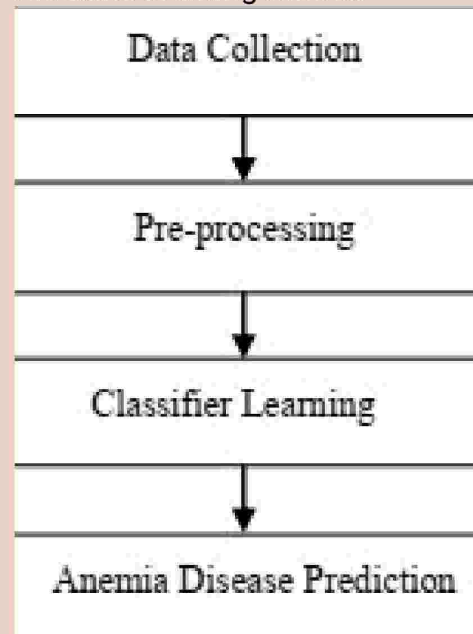 Data Collection
Pre-processing
Classifier Learning
Anemia Disease Prediction